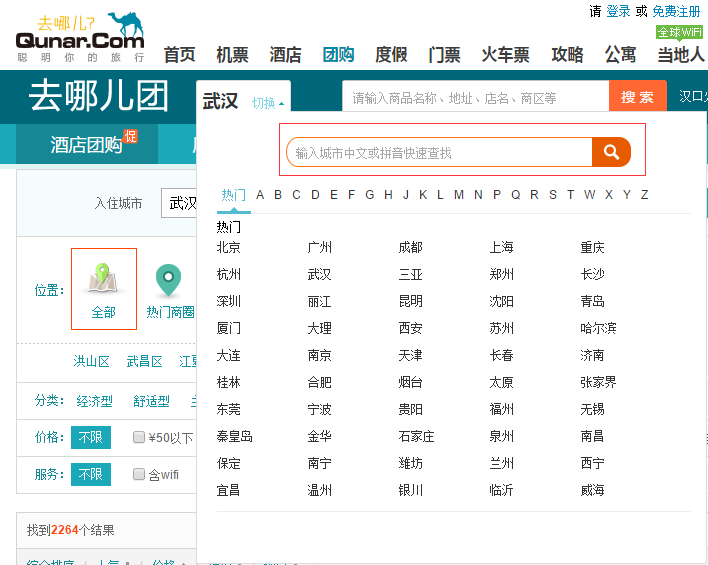 请 登录 或 免费注册
去哪儿?
Qunar.Com
聪明你的旅行
全球WiFi
首页 机票 酒店 团购 度假 门票 火车票 攻略 公寓 当地人
去哪儿团
武汉 切换
请输入商品名称、地址、店名、商区等
搜 索
汉口火
酒店团购 促
输入城市中文或拼音快速查找
热门 A B C D E F G H J K L M N P Q R S T W X Y Z
入住城市 武汉
热门
北京 广州 成都 上海 重庆
杭州 武汉 三亚 郑州 长沙
深圳 丽江 昆明 沈阳 青岛
厦门 大理 西安 苏州 哈尔滨
大连 南京 天津 长春 济南
桂林 合肥 烟台 太原 张家界
东莞 宁波 贵阳 福州 无锡
秦皇岛 金华 石家庄 泉州 南昌
保定 南宁 潍坊 兰州 西宁
宜昌 温州 银川 临沂 威海
位置: 全部 热门商圈
洪山区 武昌区 江夏
分类: 经济型 舒适型
价格: 不限 ¥50以下
服务: 不限 含wifi
找到2264个结果
综合排序 人气 价格